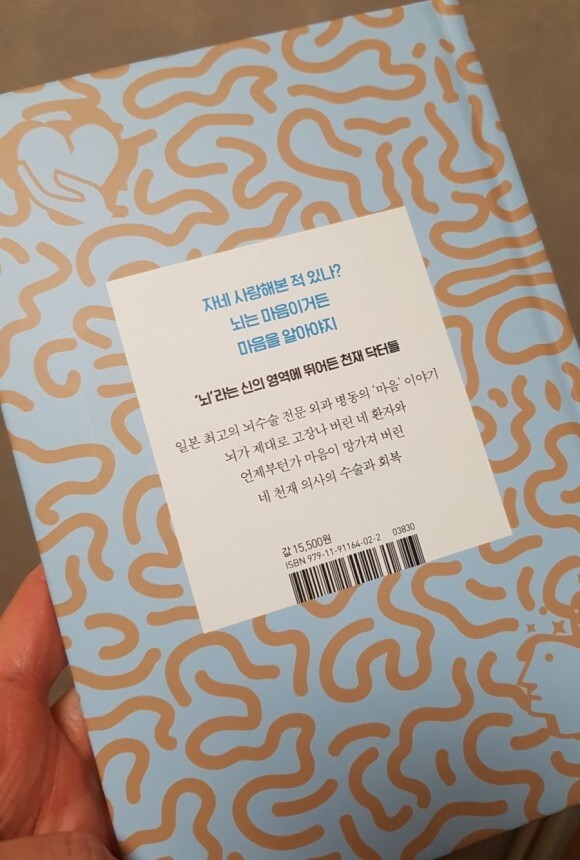 자네 사랑해본 적 있나?
뇌는 마음이거든
마음을 알아야지
'뇌'라는 신의 영역에 뛰어든 천재 닥터들
일본 최고의 뇌수술 전문 외과 병동의 '마음' 이야기
뇌가 제대로 고장나 버린 네 환자와
언제부턴가 마음이 망가져 버린
네 천재 의사의 수술과 회복
값 15,500원
ISBN 979-11-91164-02-2 03830